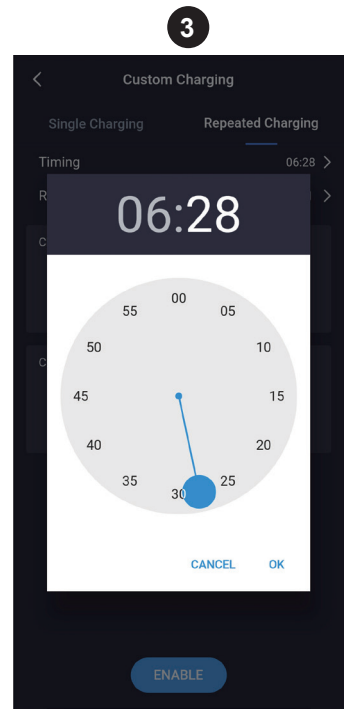 3
Custom Charging
Single Charging Repeated Charging
Timing 06:28
R
06:28
C
00
55 05
50 10
C
45 15
40 20
35 25
30
CANCEL OK
ENABLE